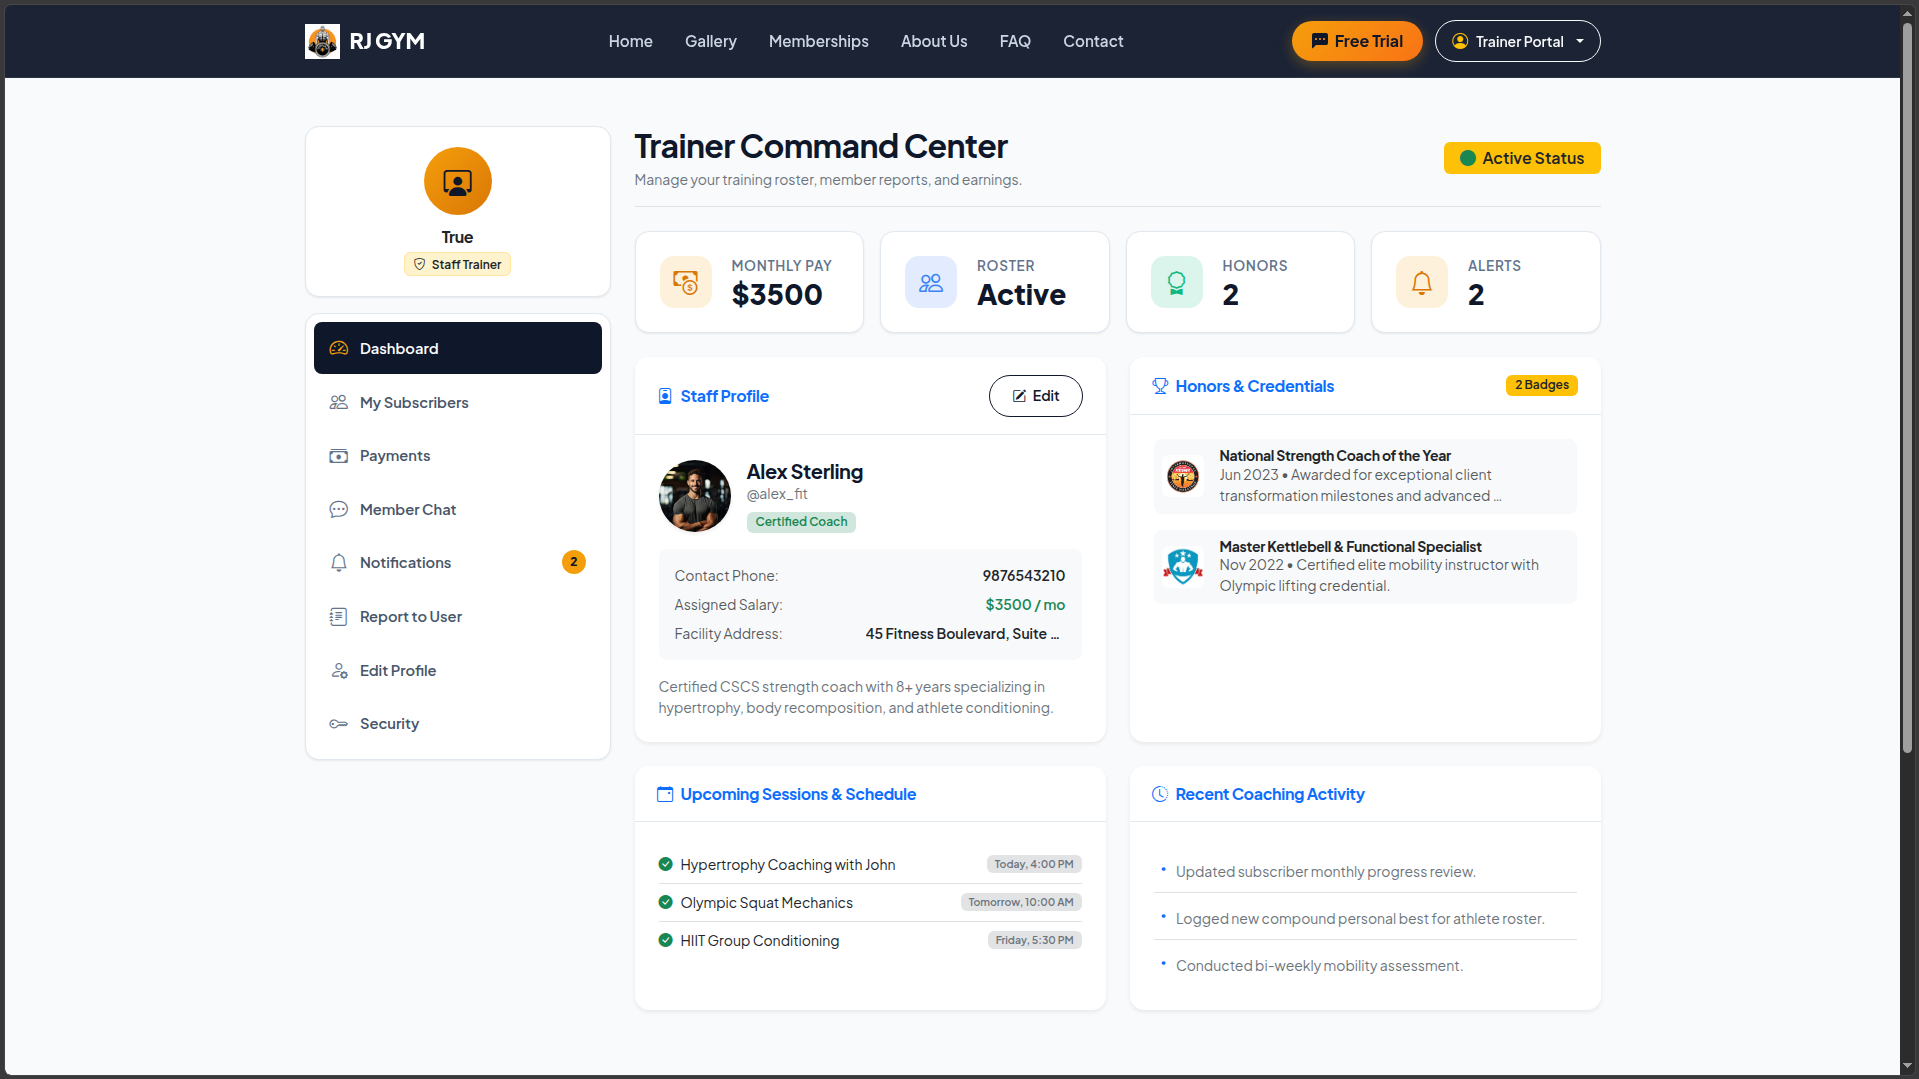 RJ GYM
Home
Gallery
Memberships
About Us
FAQ
Contact
Free Trial
Trainer Portal
True
Staff Trainer
Dashboard
My Subscribers
Payments
Member Chat
Notifications
2
Report to User
Edit Profile
Security
Trainer Command Center
Manage your training roster, member reports, and earnings.
Active Status
MONTHLY PAY
$3500
ROSTER
Active
HONORS
2
ALERTS
2
Staff Profile
Edit
Alex Sterling
@alex_fit
Certified Coach
Contact Phone: 9876543210
Assigned Salary: $3500 / mo
Facility Address: 45 Fitness Boulevard, Suite ...
Certified CSCS strength coach with 8+ years specializing in
hypertrophy, body recomposition, and athlete conditioning.
Honors & Credentials
2 Badges
National Strength Coach of the Year
Jun 2023 • Awarded for exceptional client
transformation milestones and advanced ...
Master Kettlebell & Functional Specialist
Nov 2022 • Certified elite mobility instructor with
Olympic lifting credential.
Upcoming Sessions & Schedule
Hypertrophy Coaching with John Today, 4:00 PM
Olympic Squat Mechanics Tomorrow, 10:00 AM
HIIT Group Conditioning Friday, 5:30 PM
Recent Coaching Activity
• Updated subscriber monthly progress review.
• Logged new compound personal best for athlete roster.
• Conducted bi-weekly mobility assessment.